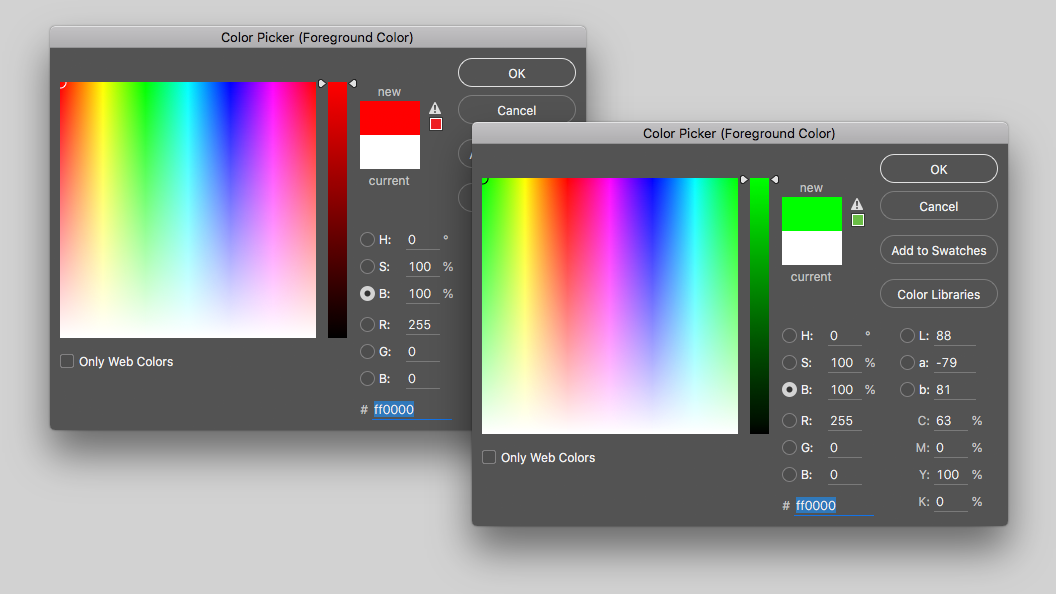 Color Picker (Foreground Color)
OK
new
Cancel
current
H: 0 °
S: 100 %
B: 100 %
R: 255
G: 0
B: 0
# ff0000
Only Web Colors
Color Picker (Foreground Color)
OK
new
Cancel
current
Add to Swatches
Color Libraries
H: 0 ° L: 88
S: 100 % a: -79
B: 100 % b: 81
R: 255 C: 63 %
G: 0 M: 0 %
B: 0 Y: 100 %
# ff0000 K: 0 %
Only Web Colors